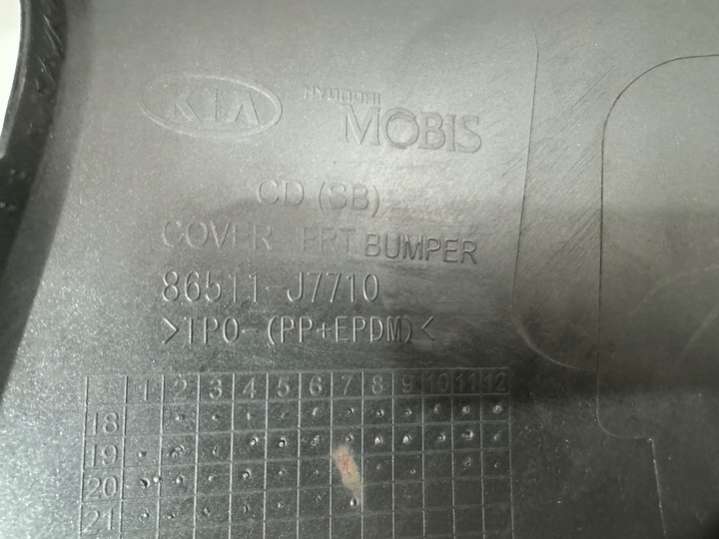 KIA
HYUNDAI
MOBIS
CD (SB)
COVER-FRT BUMPER
86511-J7710
>TPO-(PP+EPDM)<
1 2 3 4 5 6 7 8 9 10 11 12
18
19
20
21